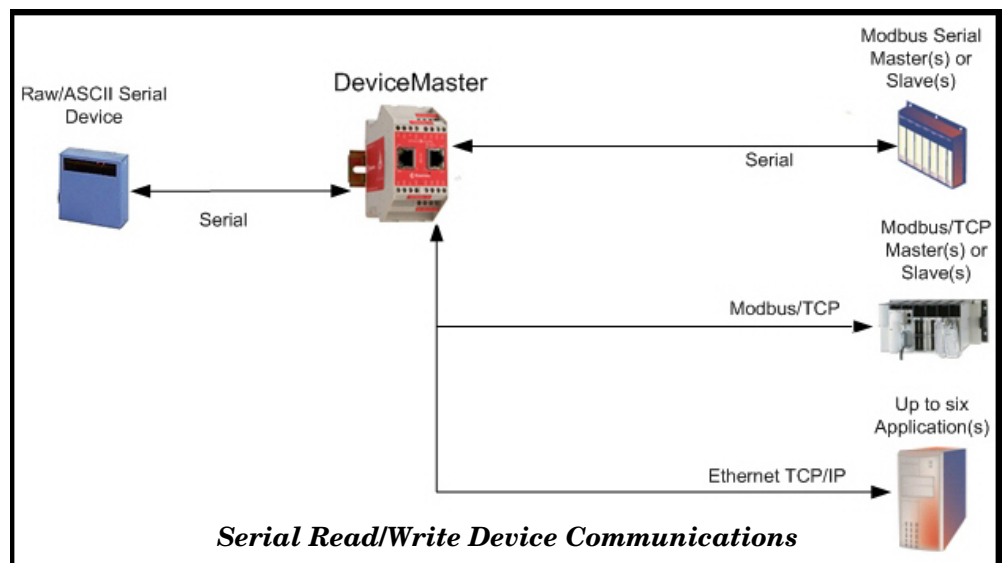 Modbus Serial
Master(s) or
Slave(s)
DeviceMaster
Raw/ASCII Serial
Device
Serial
Serial
Modbus/TCP
Master(s) or
Slave(s)
Modbus/TCP
Up to six
Application(s)
Ethernet TCP/IP
Serial Read/Write Device Communications